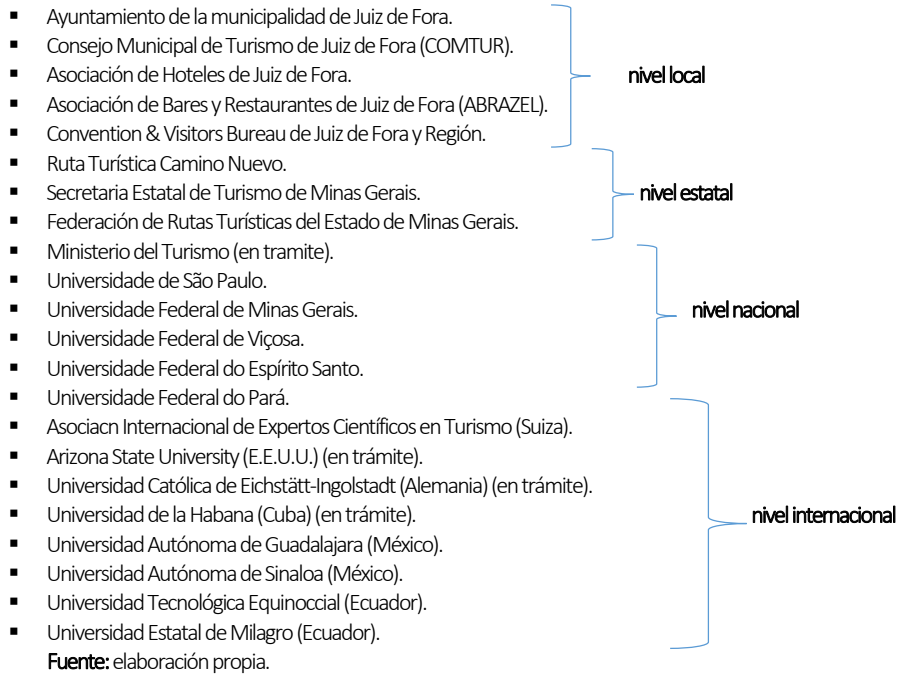 ▪ Ayuntamiento de la municipalidad de Juiz de Fora.
▪ Consejo Municipal de Turismo de Juiz de Fora (COMTUR).
▪ Asociación de Hoteles de Juiz de Fora.
nivel local
▪ Asociación de Bares y Restaurantes de Juiz de Fora (ABRAZEL).
▪ Convention & Visitors Bureau de Juiz de Fora y Región.
▪ Ruta Turística Camino Nuevo.
▪ Secretaria Estatal de Turismo de Minas Gerais.
nivel estatal
▪ Federación de Rutas Turísticas del Estado de Minas Gerais.
▪ Ministerio del Turismo (en tramite).
▪ Universidade de São Paulo.
▪ Universidade Federal de Minas Gerais.
nivel nacional
▪ Universidade Federal de Viçosa.
▪ Universidade Federal do Espírito Santo.
▪ Universidade Federal do Pará.
▪ Asociacn Internacional de Expertos Científicos en Turismo (Suiza).
▪ Arizona State University (E.E.U.U.) (en trámite).
▪ Universidad Católica de Eichstätt-Ingolstadt (Alemania) (en trámite).
▪ Universidad de la Habana (Cuba) (en trámite).
nivel internacional
▪ Universidad Autónoma de Guadalajara (México).
▪ Universidad Autónoma de Sinaloa (México).
▪ Universidad Tecnológica Equinoccial (Ecuador).
▪ Universidad Estatal de Milagro (Ecuador).
Fuente: elaboración propia.